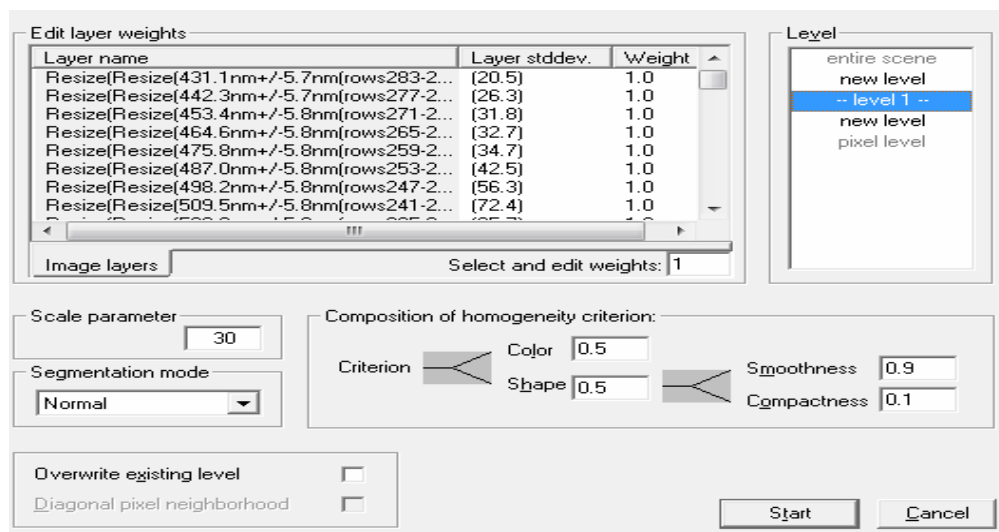 Edit layer weights
Layer name Layer stddev. Weight
Resize(Resize(431.1nm+/-5.7nm(rows283-2... (20.5) 1.0
Resize(Resize(442.3nm+/-5.7nm(rows277-2... (26.3) 1.0
Resize(Resize(453.4nm+/-5.8nm(rows271-2... (31.8) 1.0
Resize(Resize(464.6nm+/-5.8nm(rows265-2... (32.7) 1.0
Resize(Resize(475.8nm+/-5.8nm(rows259-2... (34.7) 1.0
Resize(Resize(487.0nm+/-5.8nm(rows253-2... (42.5) 1.0
Resize(Resize(498.2nm+/-5.8nm(rows247-2... (56.3) 1.0
Resize(Resize(509.5nm+/-5.8nm(rows241-2... (72.4) 1.0
Image layers
Select and edit weights: 1
Level
entire scene
new level
-- level 1 --
new level
pixel level
Scale parameter
30
Segmentation mode
Normal
Composition of homogeneity criterion:
Criterion
Color 0.5
Shape 0.5
Smoothness 0.9
Compactness 0.1
Overwrite existing level
Diagonal pixel neighborhood
Start
Cancel